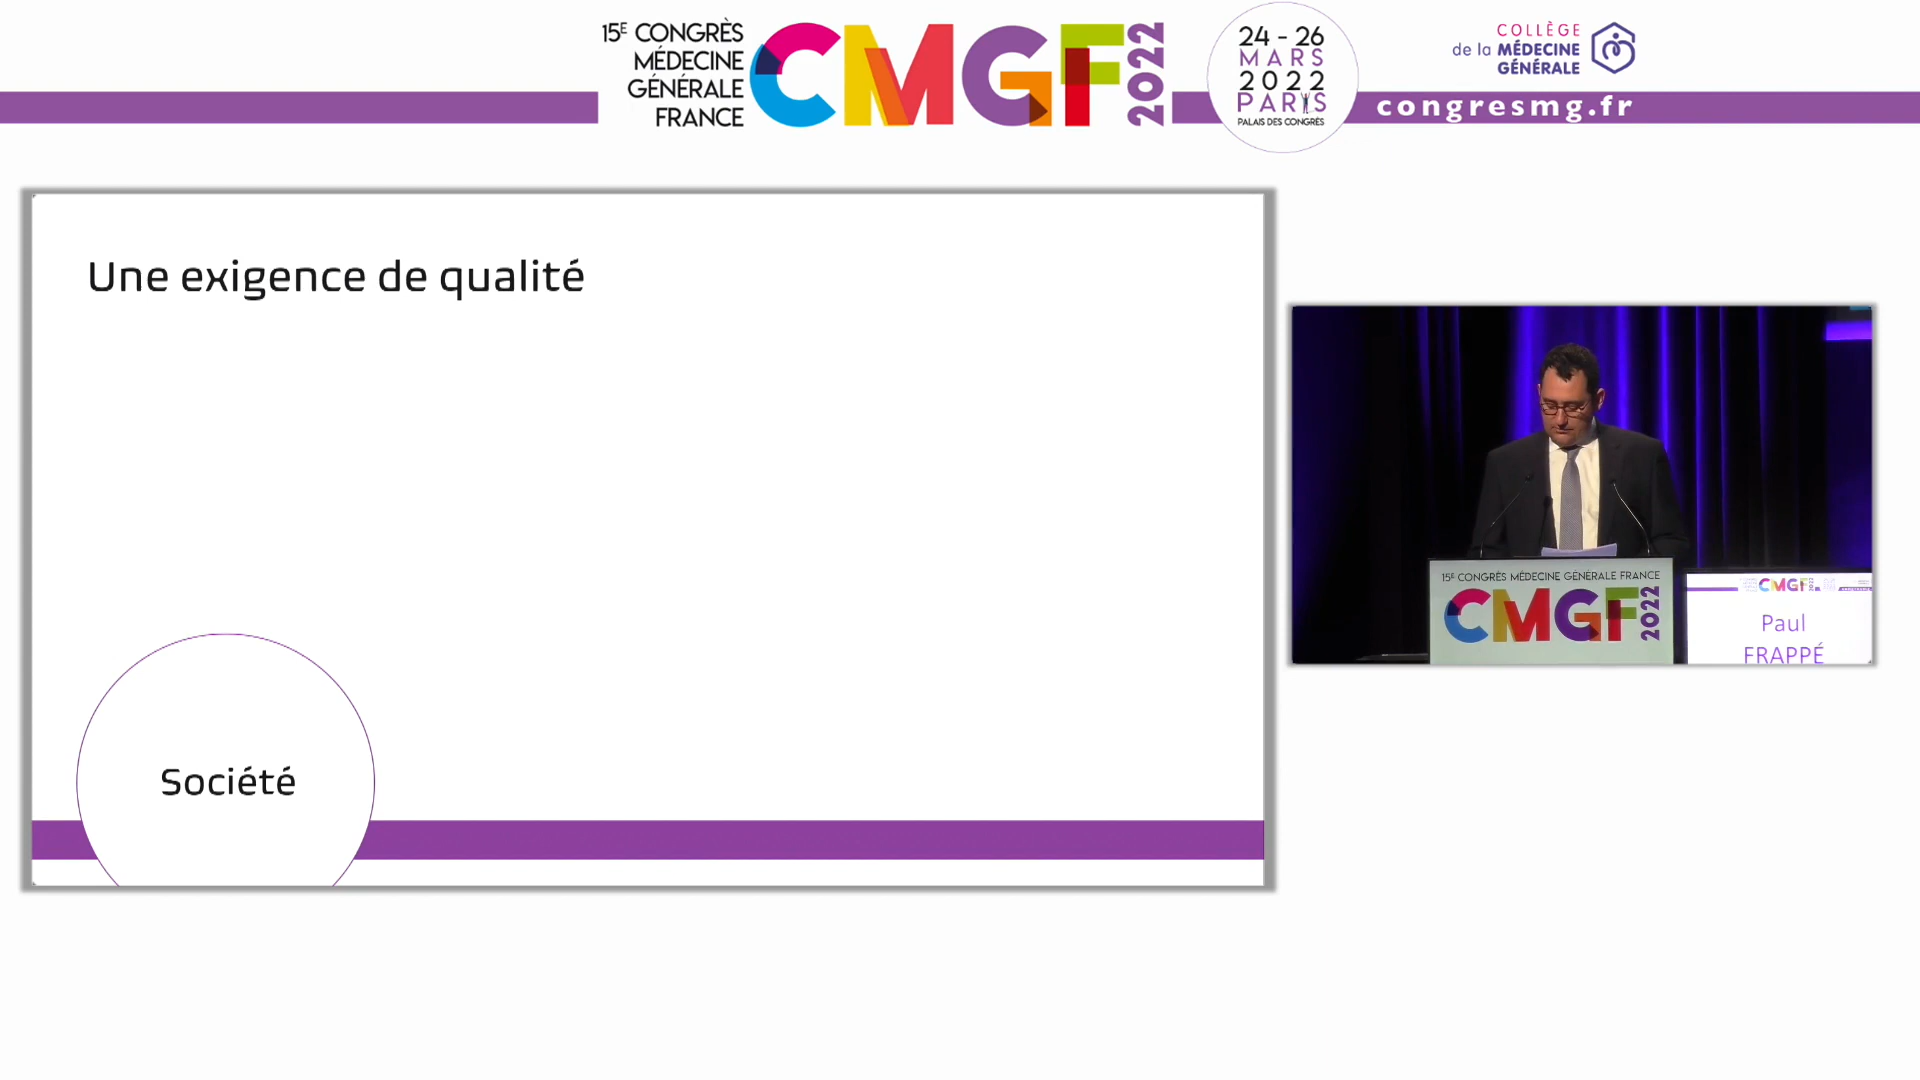 15E CONGRÈS
MÉDECINE
GÉNÉRALE
FRANCE
CMGF
2022
24 - 26
MARS
2022
PARIS
PALAIS DES CONGRÈS
COLLÈGE
de la MÉDECINE
GÉNÉRALE
congresmg.fr
Une exigence de qualité
Société
15E CONGRÈS MÉDECINE GÉNÉRALE FRANCE
CMGF
2022
CMGF
Paul
FRAPPÉ